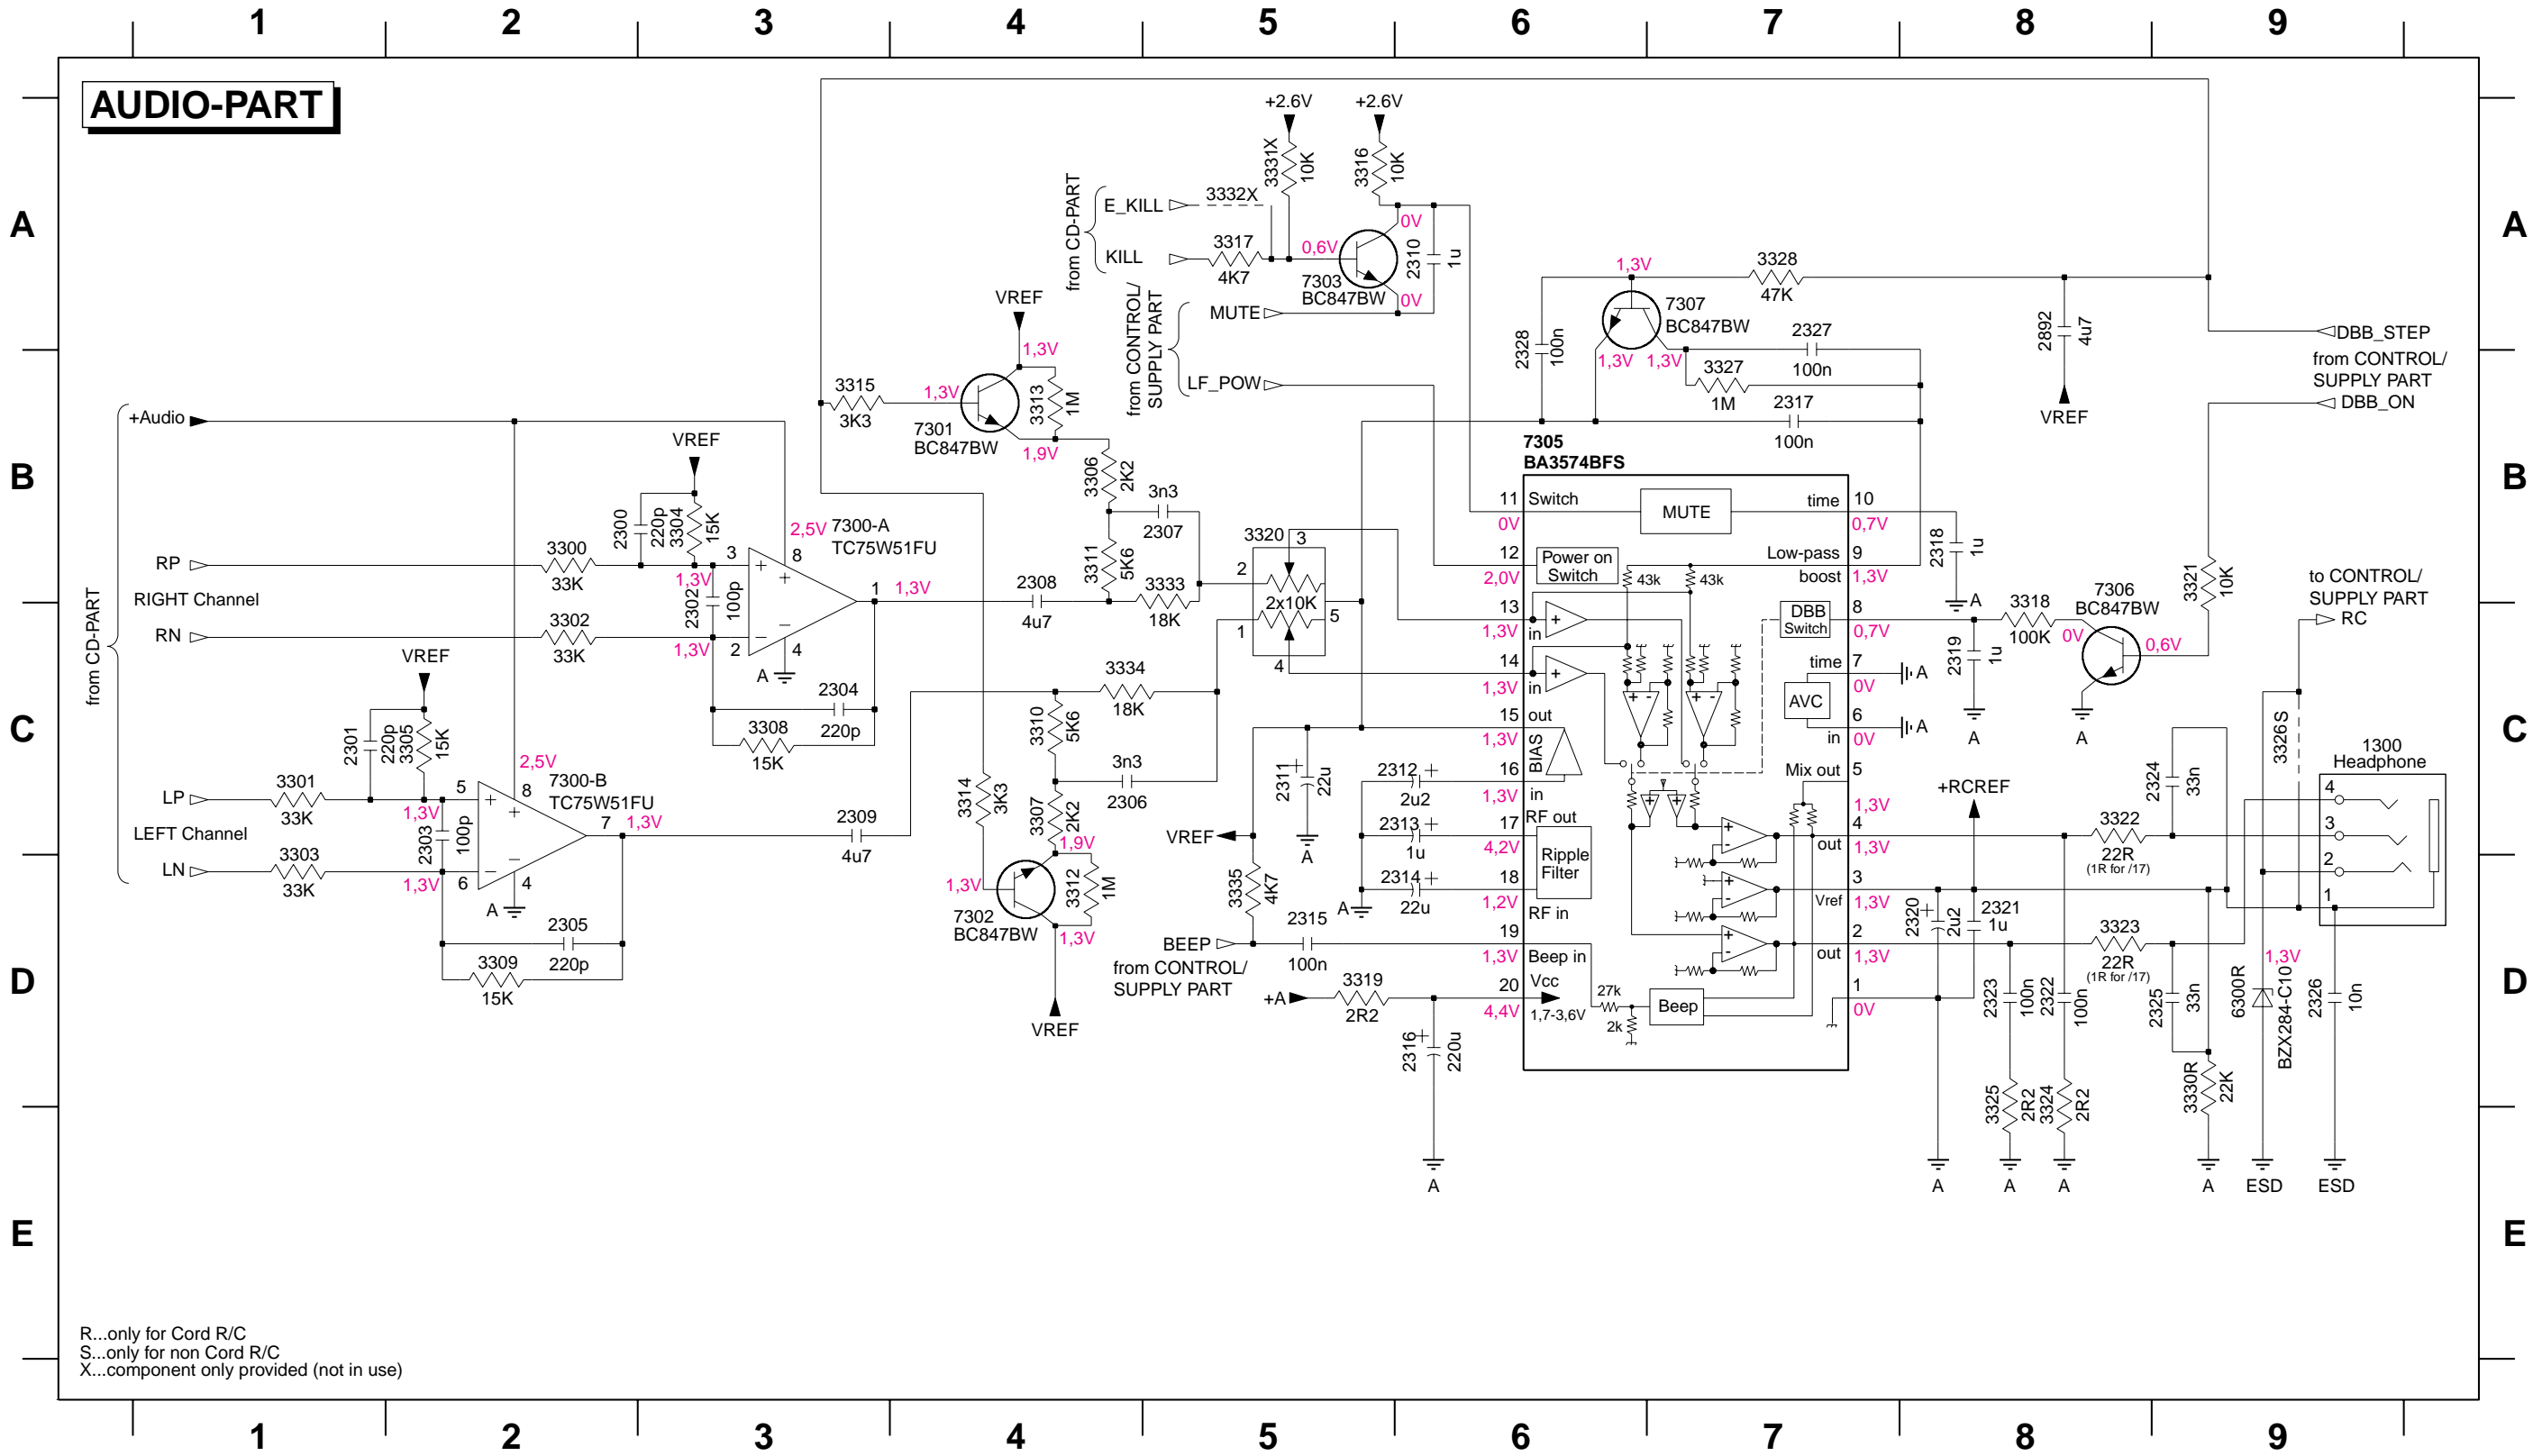 1 2 3 4 5 6 7 8 9
AUDIO-PART
A
A
B
B
C
C
D
D
E
E
+2.6V
+2.6V
3331X
10K
3316
10K
from CD-PART
E_KILL
3332X
KILL
3317
4K7
0,6V
0V
7303
BC847BW
0V
2310
1u
from CONTROL/
SUPPLY PART
MUTE
LF_POW
1,3V
3328
47K
7307
BC847BW
2328
100n
1,3V
1,3V
2327
100n
3327
1M
2317
100n
2892
4u7
VREF
DBB_STEP
from CONTROL/
SUPPLY PART
DBB_ON
VREF
1,3V
3315
3K3
1,3V
3313
1M
7301
BC847BW
1,9V
3306
2K2
3n3
2307
3311
5K6
3333
18K
2308
4u7
from CD-PART
+Audio
RP
RIGHT Channel
RN
LP
LEFT Channel
LN
VREF
2300
220p
3304
15K
3300
33K
3302
33K
1,3V
2302
100p
1,3V
2,5V
7300-A
TC75W51FU
3
8
+
+
1
1,3V
–
–
2
4
A
2304
220p
3308
15K
VREF
2301
220p
3305
15K
3301
33K
3303
33K
1,3V
2303
100p
1,3V
2,5V
7300-B
TC75W51FU
5
8
+
+
7
1,3V
–
–
6
4
A
2305
220p
3309
15K
2309
4u7
3334
18K
3310
5K6
3n3
2306
3314
3K3
3307
2K2
1,9V
1,3V
3312
1M
7302
BC847BW
1,3V
VREF
3320
3
2
2x10K
1
5
4
2311
+
22u
A
VREF
3335
4K7
2312
+
2u2
2313
+
1u
2314
+
22u
A
BEEP
from CONTROL/
SUPPLY PART
2315
100n
+A
3319
2R2
2316
+
220u
A
7305
BA3574BFS
11
Switch
0V
MUTE
time
10
0,7V
12
Power on
Switch
2,0V
43k
43k
Low-pass
boost
9
1,3V
13
1,3V
in
+
DBB
Switch
8
0,7V
14
1,3V
in
+
time
7
0V
A
AVC
6
in
0V
A
+ -
+ -
15
out
1,3V
BIAS
16
1,3V
in
Mix out
5
1,3V
17
RF out
4,2V
Ripple
Filter
18
1,2V
RF in
+
-
4
out
1,3V
+
-
3
Vref
1,3V
+
-
2
out
1,3V
19
1,3V
Beep in
20
Vcc
4,4V
1,7-3,6V
27k
2k
Beep
1
0V
2318
1u
A
2319
1u
A
3318
100K
7306
BC847BW
0V
0,6V
A
3321
10K
to CONTROL/
SUPPLY PART
RC
3326S
1300
Headphone
4
3
2
1
2324
33n
+RCREF
3322
22R
(1R for /17)
2320
+
2u2
2321
1u
3323
22R
(1R for /17)
2323
100n
2322
100n
2325
33n
1,3V
6300R
BZX284-C10
2326
10n
3325
2R2
3324
2R2
3330R
22K
A
A
A
A
ESD
ESD
R...only for Cord R/C
S...only for non Cord R/C
X...component only provided (not in use)
1 2 3 4 5 6 7 8 9